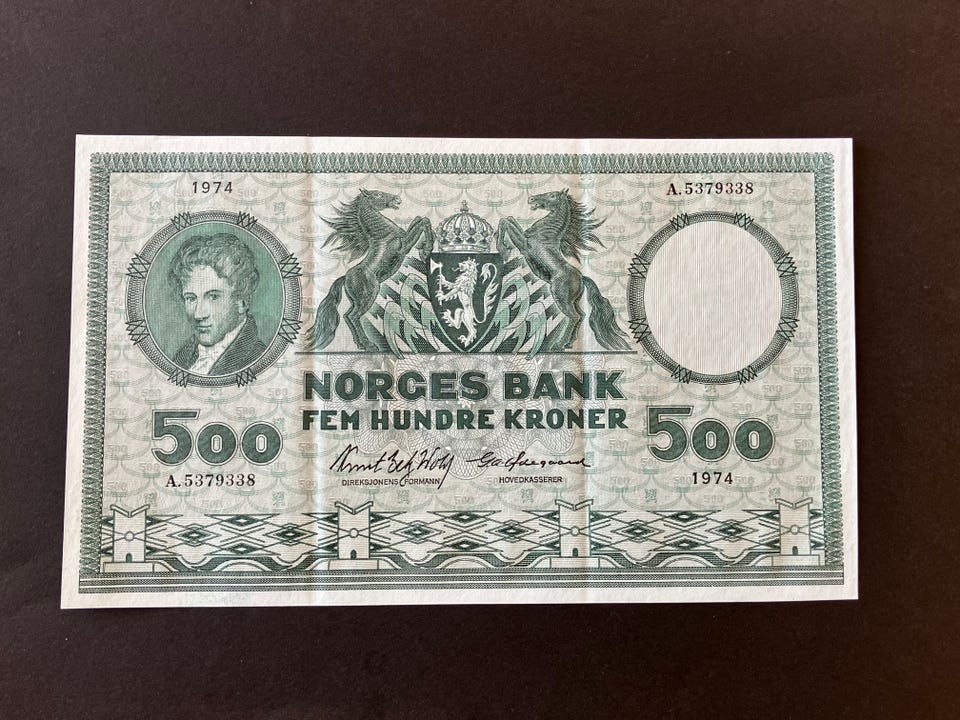 1974
A.5379338
NORGES BANK
FEM HUNDRE KRONER
500
500
A.5379338
DIREKSJONENS FORMANN
HOVEDKASSERER
1974